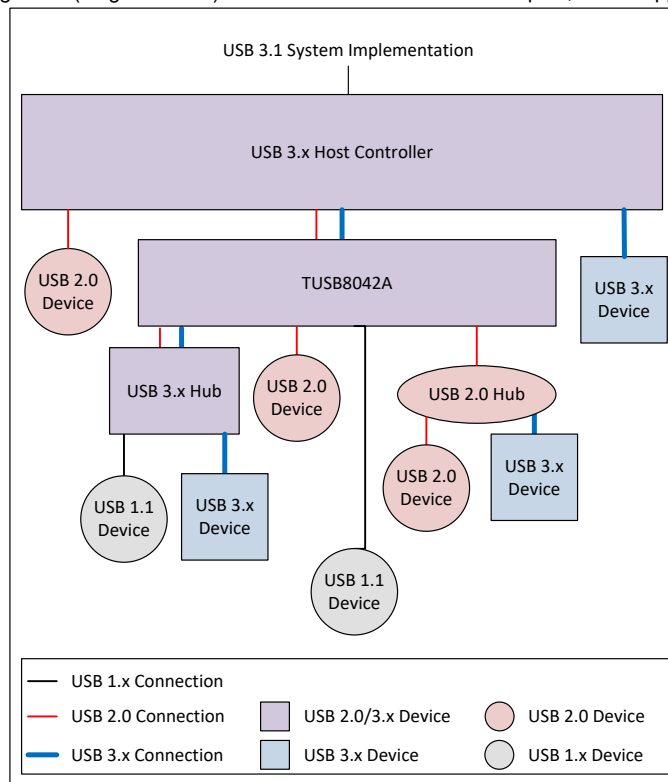 USB 3.1 System Implementation
USB 3.x Host Controller
USB 2.0
Device
TUSB8042A
USB 3.x
Device
USB 3.x Hub
USB 2.0
Device
USB 2.0 Hub
USB 1.1
Device
USB 3.x
Device
USB 2.0
Device
USB 3.x
Device
USB 1.1
Device
USB 1.x Connection
USB 2.0 Connection
USB 2.0/3.x Device
USB 2.0 Device
USB 3.x Connection
USB 3.x Device
USB 1.x Device